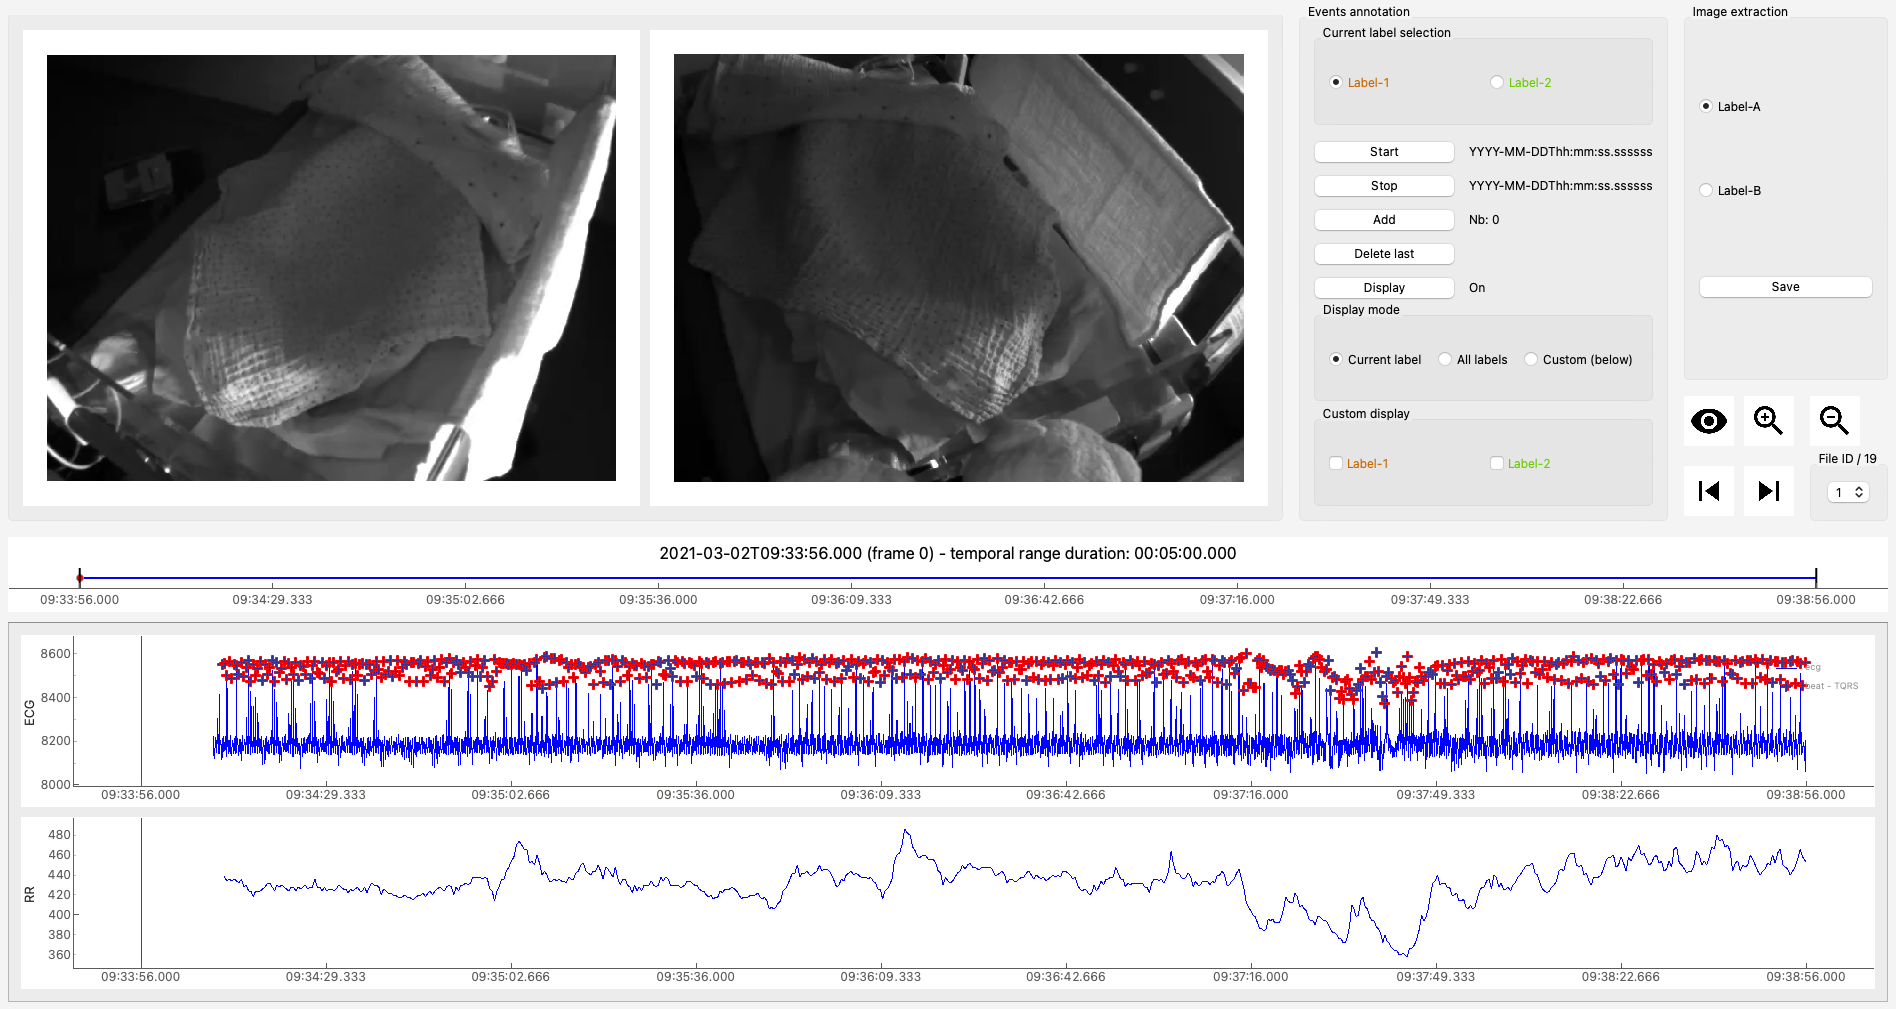 Events annotation
Current label selection
Label-1
Label-2
Start
YYYY-MM-DDThh:mm:ss.ssssss
Stop
YYYY-MM-DDThh:mm:ss.ssssss
Add
Nb: 0
Delete last
Display
On
Display mode
Current label
All labels
Custom (below)
Custom display
Label-1
Label-2
Image extraction
Label-A
Label-B
Save
File ID / 19
1
2021-03-02T09:33:56.000 (frame 0) - temporal range duration: 00:05:00.000
09:33:56.000 09:34:29.333 09:35:02.666 09:35:36.000 09:36:09.333 09:36:42.666 09:37:16.000 09:37:49.333 09:38:22.666 09:38:56.000
ECG
8600
8400
8200
8000
ecg
beat - TQRS
09:33:56.000 09:34:29.333 09:35:02.666 09:35:36.000 09:36:09.333 09:36:42.666 09:37:16.000 09:37:49.333 09:38:22.666 09:38:56.000
RR
480
460
440
420
400
380
360
09:33:56.000 09:34:29.333 09:35:02.666 09:35:36.000 09:36:09.333 09:36:42.666 09:37:16.000 09:37:49.333 09:38:22.666 09:38:56.000